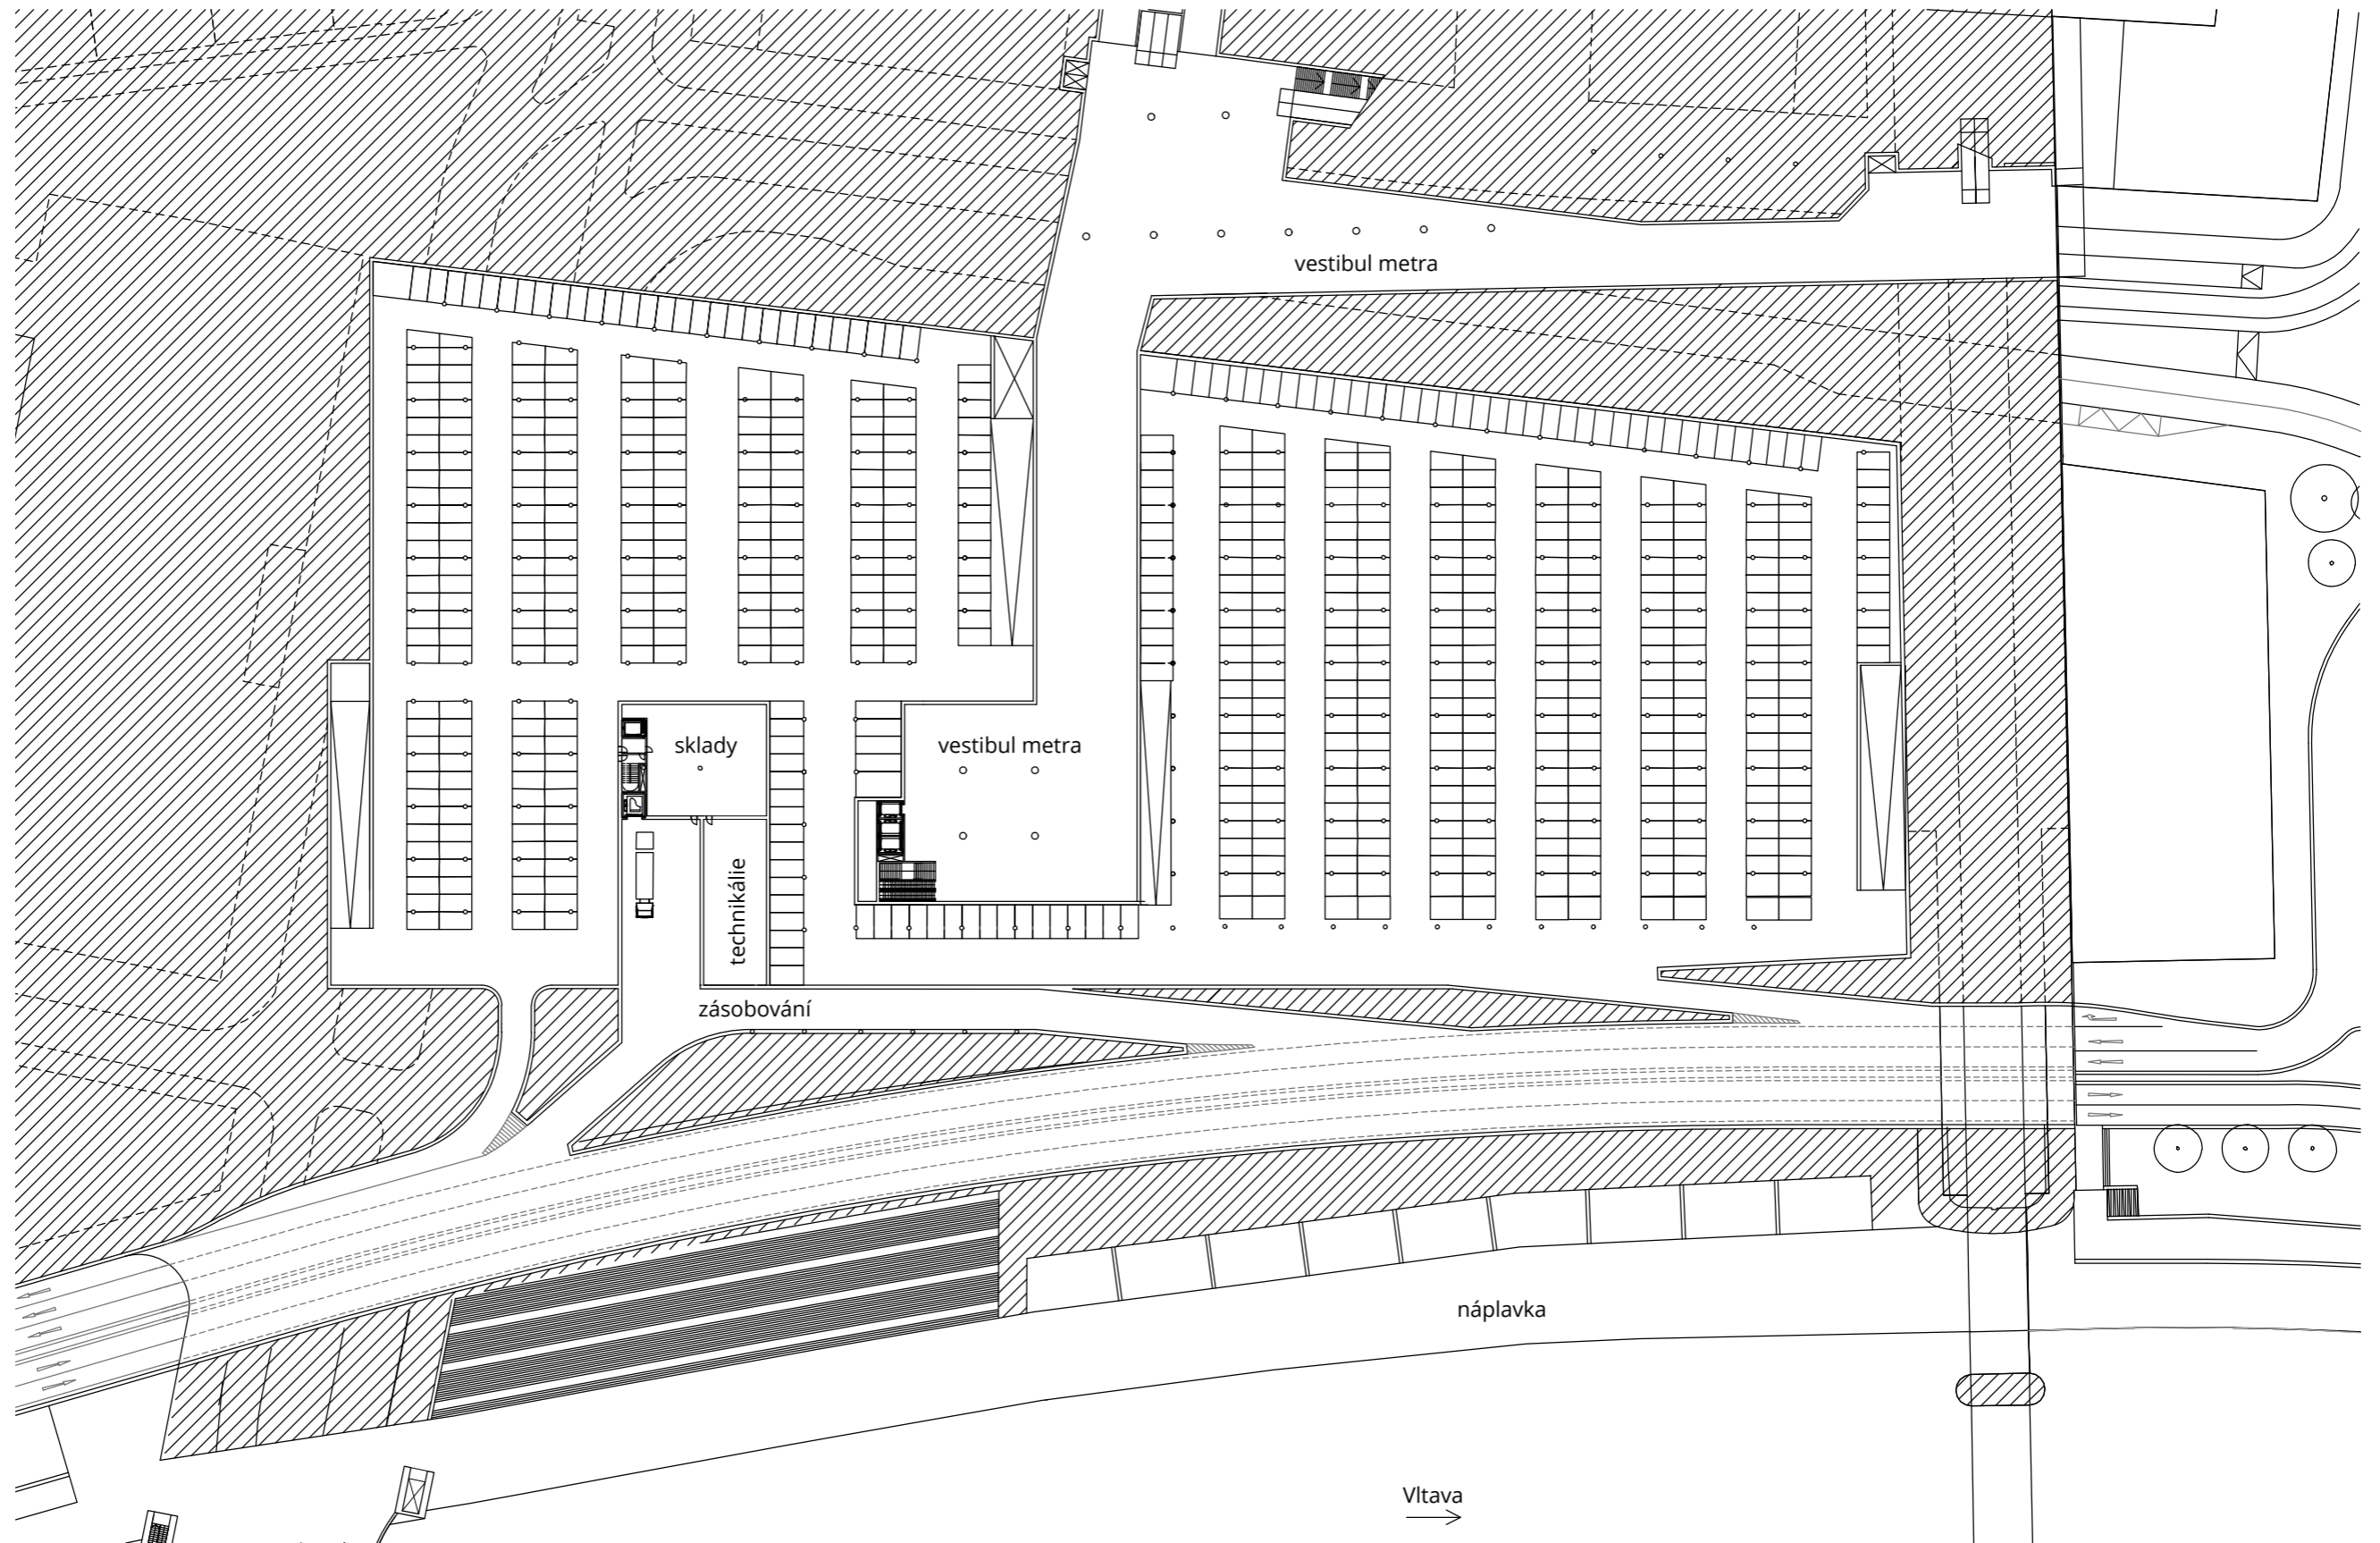 vestibul metra
sklady
vestibul metra
technikálie
zásobování
náplavka
Vltava